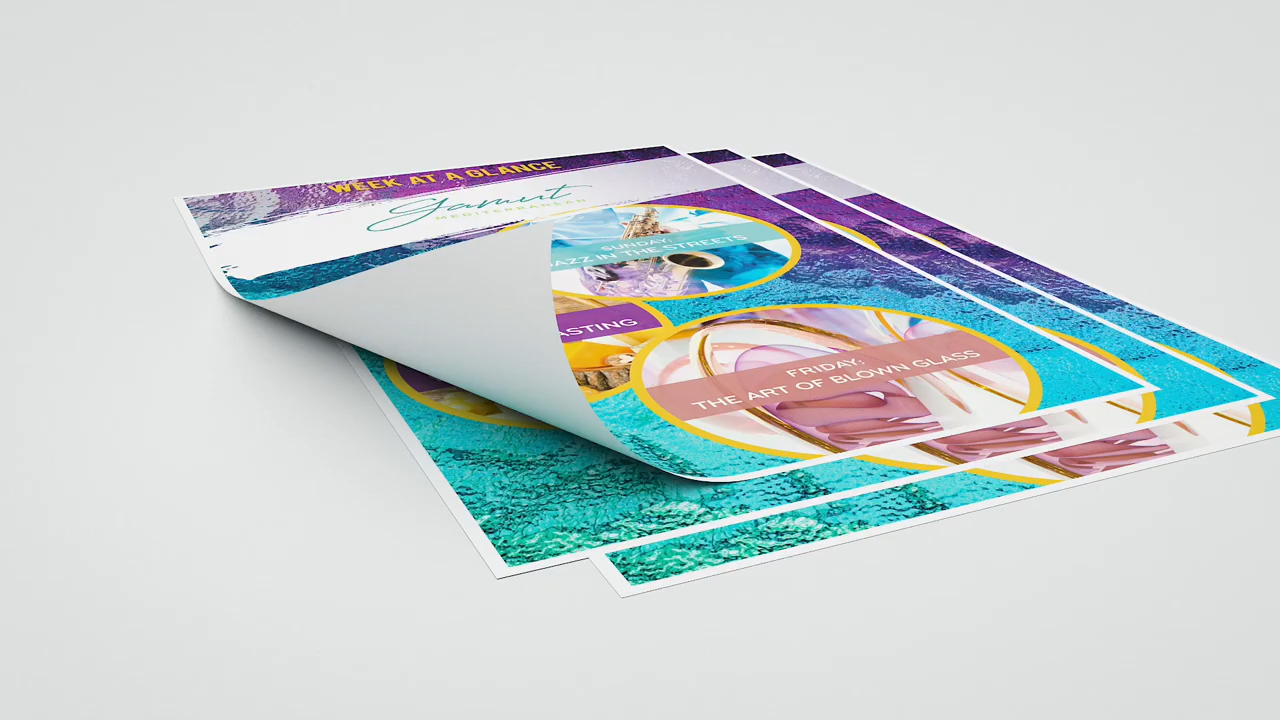 WEEK AT A GLANCE
Gamut
MEDITERRANEAN
SUNDAY:
JAZZ IN THE STREETS
ASTING
FRIDAY:
THE ART OF BLOWN GLASS